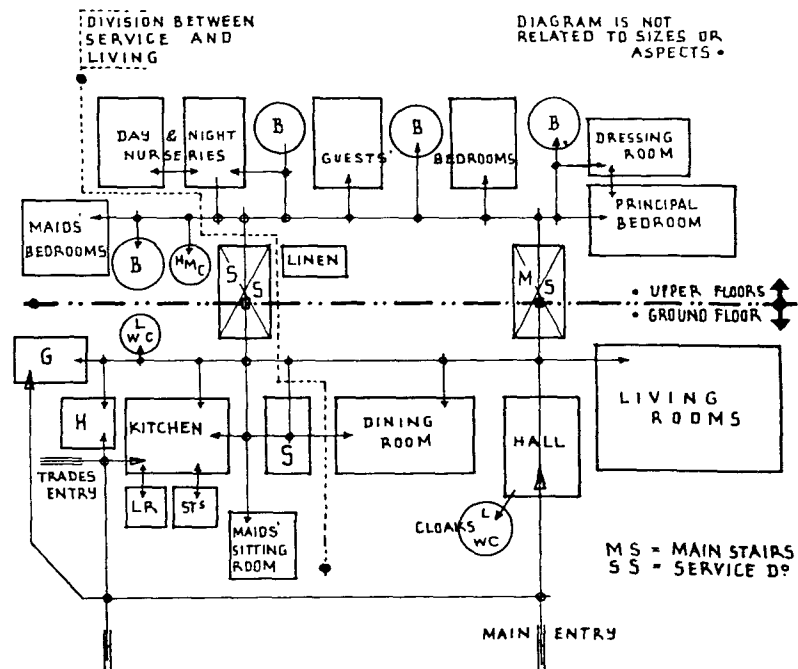 DIVISION BETWEEN
SERVICE AND
LIVING
DIAGRAM IS NOT
RELATED TO SIZES OR
ASPECTS •
DAY & NIGHT
NURSERIES
B
GUESTS' BEDROOMS
B
B
DRESSING
ROOM
PRINCIPAL
BEDROOM
MAIDS'
BEDROOMS
B
HMC
S S
LINEN
M S
• UPPER FLOORS
• GROUND FLOOR
L
WC
G
H
KITCHEN
S
DINING
ROOM
HALL
LIVING
ROOMS
TRADES
ENTRY
LR
STS
MAIDS'
SITTING
ROOM
CLOAKS
L
WC
M S = MAIN STAIRS
S S = SERVICE Dº
MAIN ENTRY